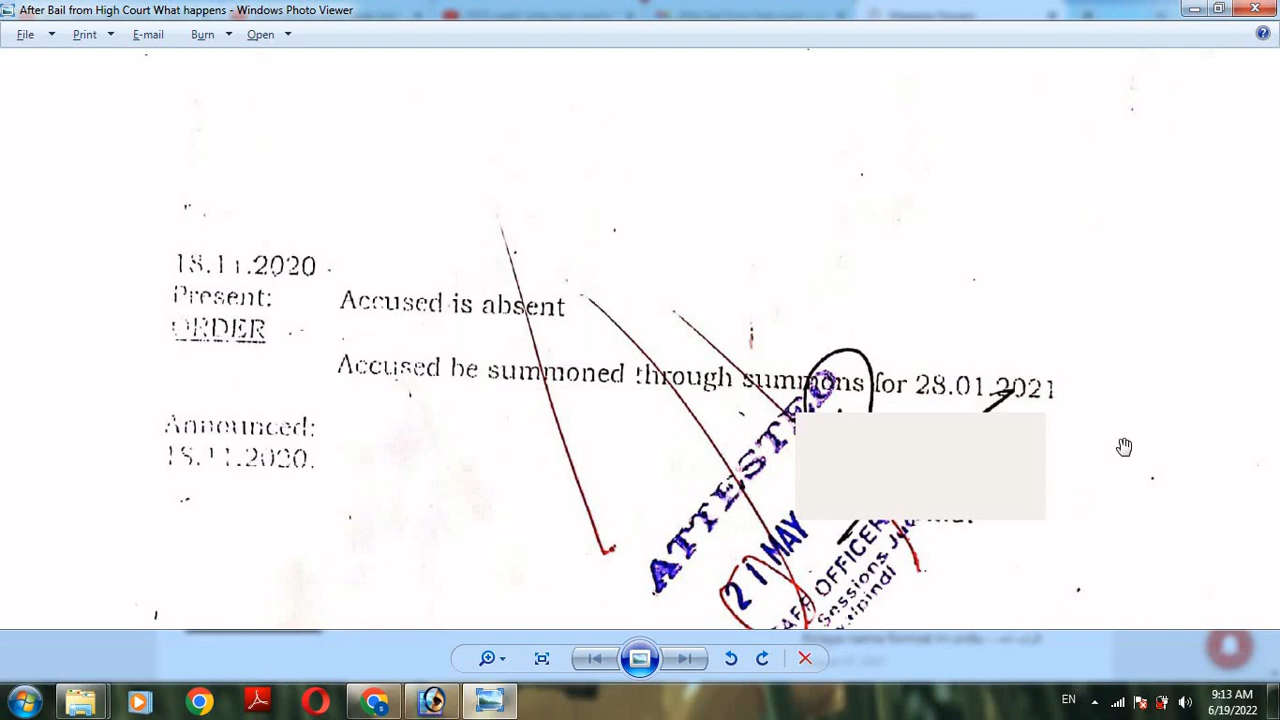 After Bail from High Court What happens - Windows Photo Viewer
File Print E-mail Burn Open
18.11.2020
Present: Accused is absent
ORDER
Accused be summoned through summons for 28.01.2021
Announced:
18.11.2020.
ATTESTED
21 MAY
OFFICER
Sessions
EN
9:13 AM
6/19/2022